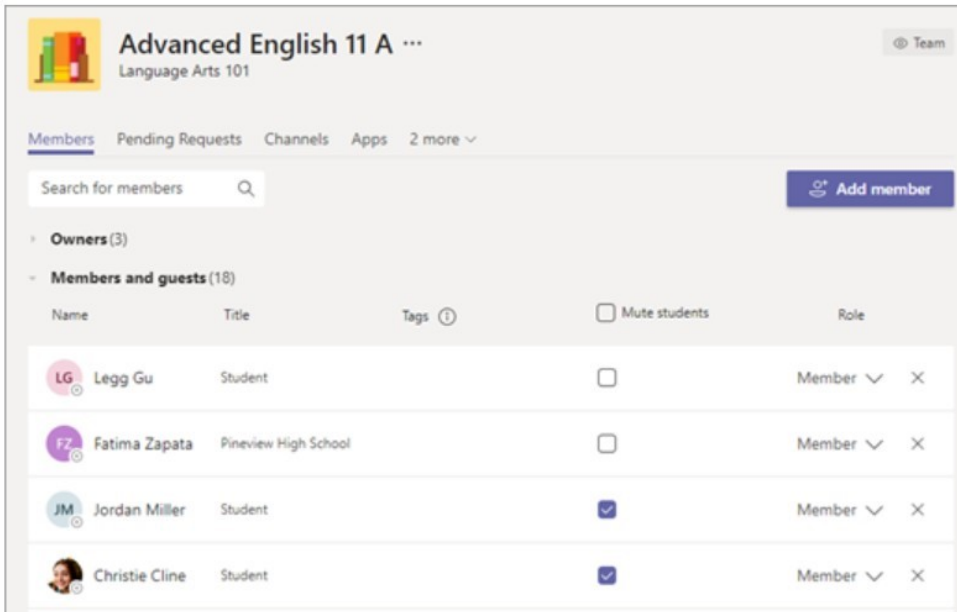 Advanced English 11 A ...
Team
Language Arts 101
Members Pending Requests Channels Apps 2 more
Search for members
Add member
Owners (3)
Members and guests (18)
Name Title Tags Mute students Role
LG Legg Gu Student Member
FZ Fatima Zapata Pineview High School Member
JM Jordan Miller Student Member
Christie Cline Student Member